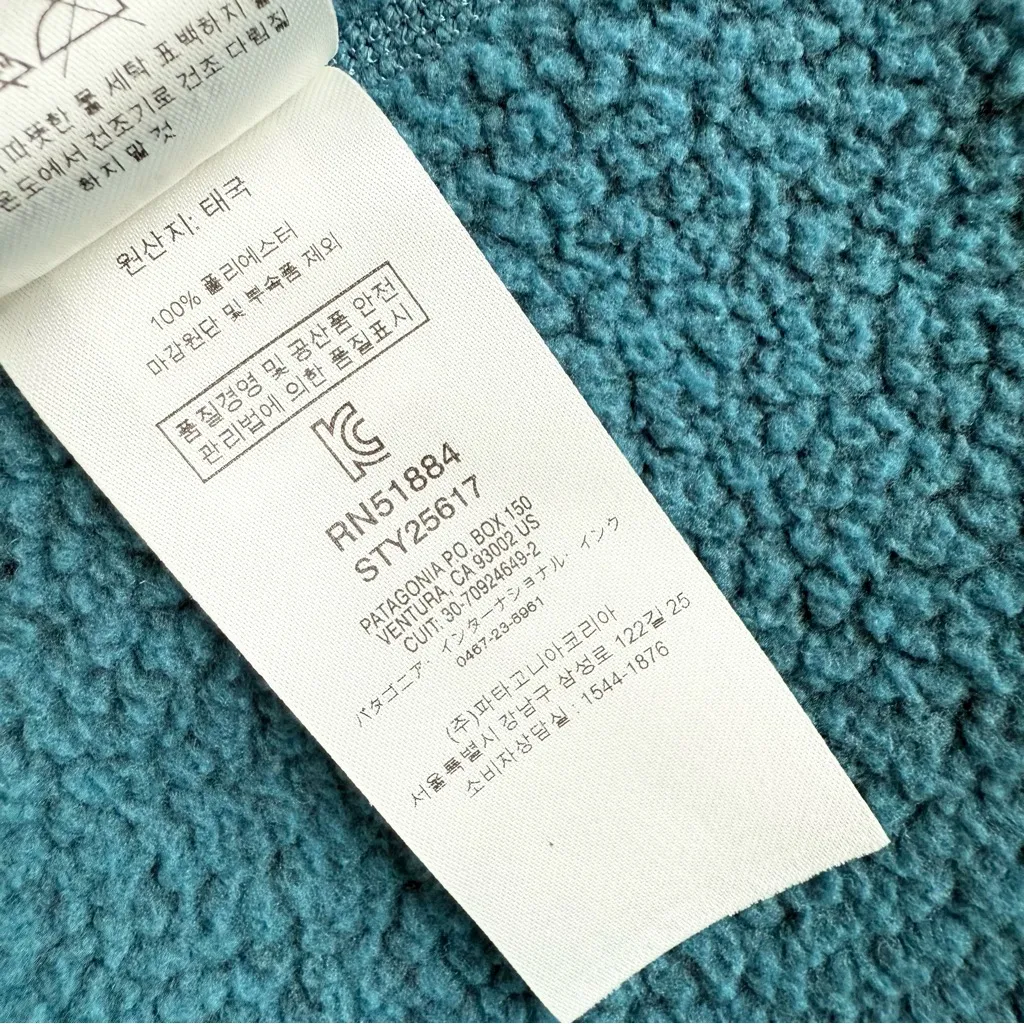 따뜻한 물 세탁 표백하지
온도에서 건조기로 건조 다림질
하지 말 것
원산지: 태국
100% 폴리에스터
마감원단 및 부속품 제외
품질경영 및 공산품 안전
관리법에 의한 품질표시
RN51884
STY25617
PATAGONIA P.O. BOX 150
VENTURA, CA 93002 US
CUIT: 30-70924649-2
パタゴニア・インターナショナル・インク
0467-23-8961
(주)파타고니아코리아
서울특별시 강남구 삼성로 122길 25
소비자상담실 : 1544-1876